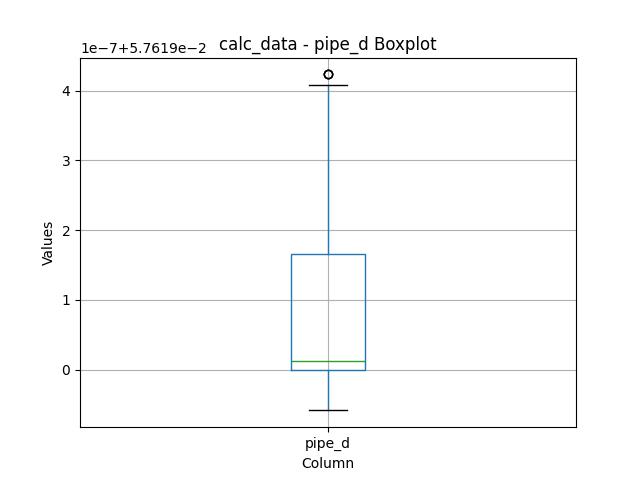 calc_data - pipe_d Boxplot
1e−7+5.7619e−2
4
3
2
1
0
Values
pipe_d
Column